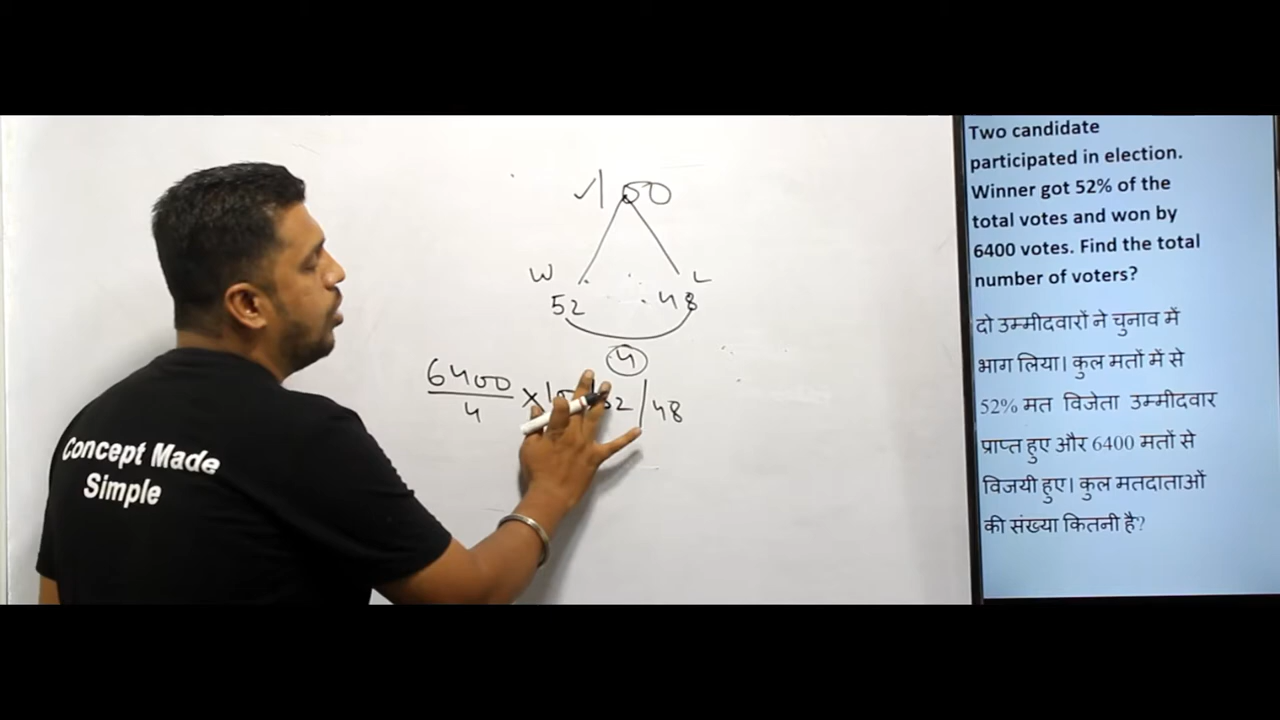 Two candidate
participated in election.
Winner got 52% of the
total votes and won by
6400 votes. Find the total
number of voters?
दो उम्मीदवारों ने चुनाव में
भाग लिया। कुल मतों में से
52% मत विजेता उम्मीदवार
प्राप्त हुए और 6400 मतों से
विजयी हुए। कुल मतदाताओं
की संख्या कितनी है?
✓100
W L
52 48
4
6400
4
× 52 / 48
Concept Made
Simple